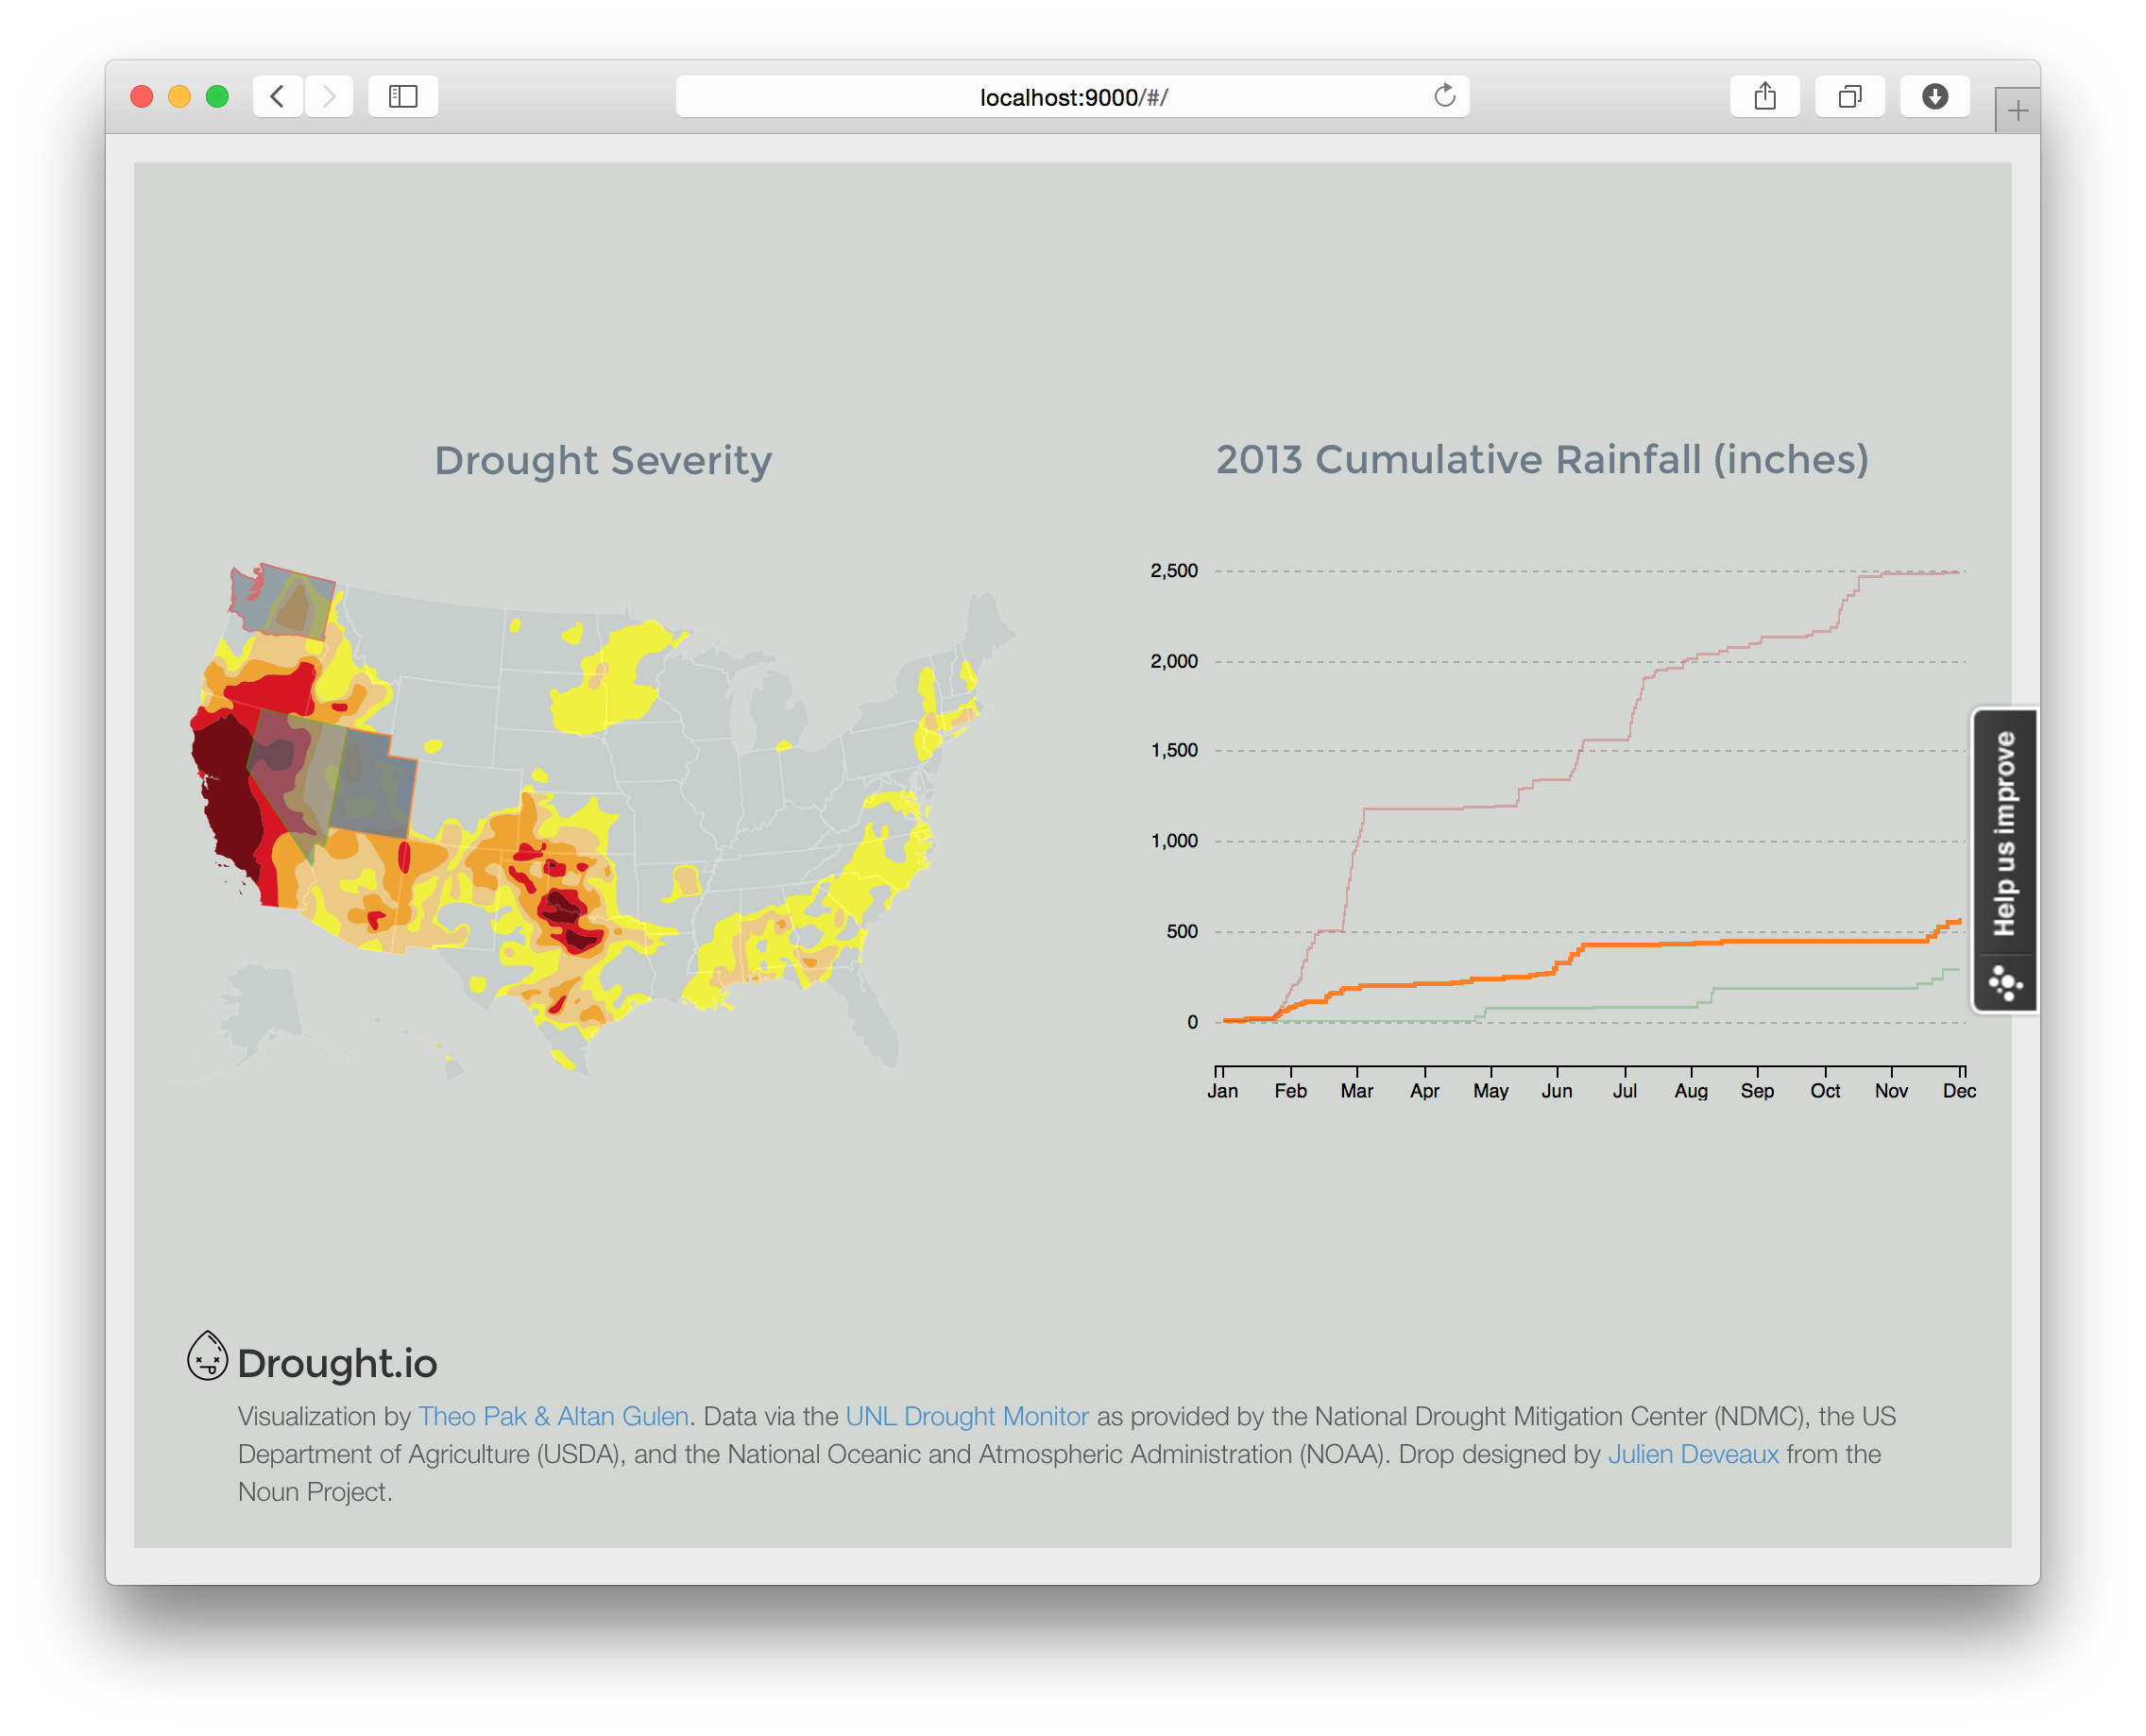 localhost:9000/#/
Drought Severity
2013 Cumulative Rainfall (inches)
2,500
2,000
1,500
1,000
500
0
Jan Feb Mar Apr May Jun Jul Aug Sep Oct Nov Dec
Help us improve
Drought.io
Visualization by Theo Pak & Altan Gulen. Data via the UNL Drought Monitor as provided by the National Drought Mitigation Center (NDMC), the US
Department of Agriculture (USDA), and the National Oceanic and Atmospheric Administration (NOAA). Drop designed by Julien Deveaux from the
Noun Project.